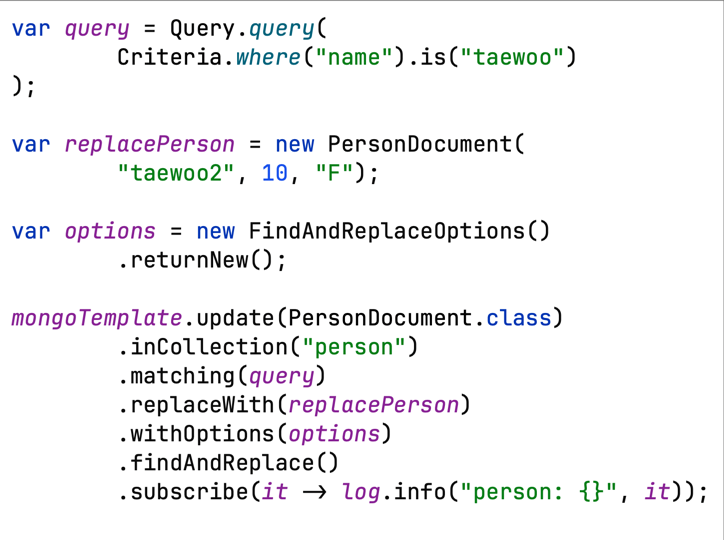 var query = Query.query(
        Criteria.where("name").is("taewoo")
);

var replacePerson = new PersonDocument(
        "taewoo2", 10, "F");

var options = new FindAndReplaceOptions()
        .returnNew();

mongoTemplate.update(PersonDocument.class)
        .inCollection("person")
        .matching(query)
        .replaceWith(replacePerson)
        .withOptions(options)
        .findAndReplace()
        .subscribe(it -> log.info("person: {}", it));